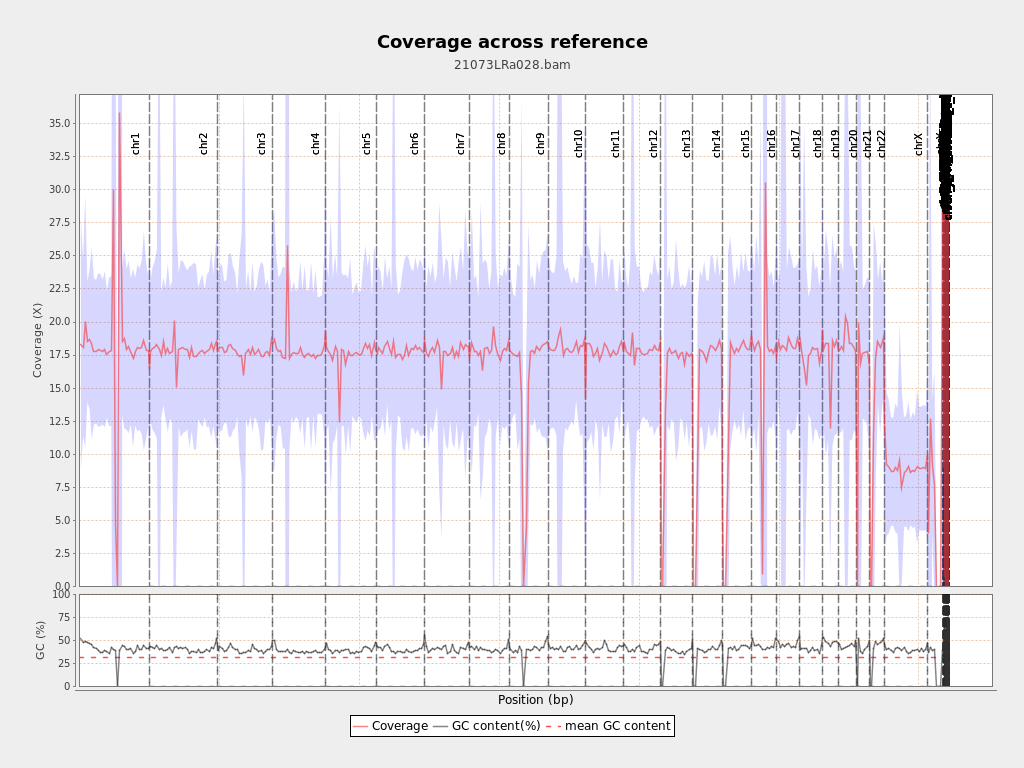 Coverage across reference
21073LRa028.bam
Coverage (X)
35.0
32.5
30.0
27.5
25.0
22.5
20.0
17.5
15.0
12.5
10.0
7.5
5.0
2.5
0.0
chr1
chr2
chr3
chr4
chr5
chr6
chr7
chr8
chr9
chr10
chr11
chr12
chr13
chr14
chr15
chr16
chr17
chr18
chr19
chr20
chr21
chr22
chrX
GC (%)
100
75
50
25
0
Position (bp)
Coverage GC content(%) mean GC content